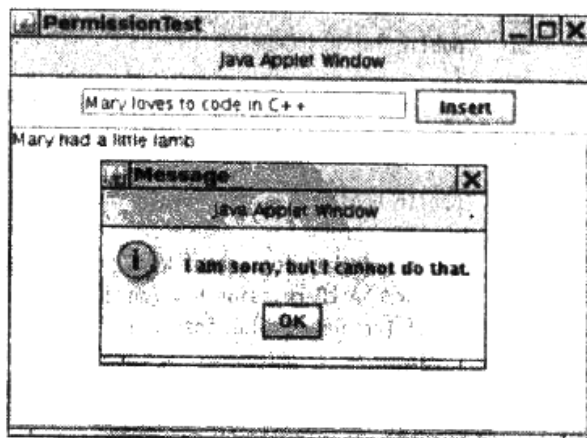 PermissionTest
Java Applet Window
Mary loves to code in C++ Insert
Mary had a little lamb
Message
Java Applet Window
I am sorry, but I cannot do that.
OK